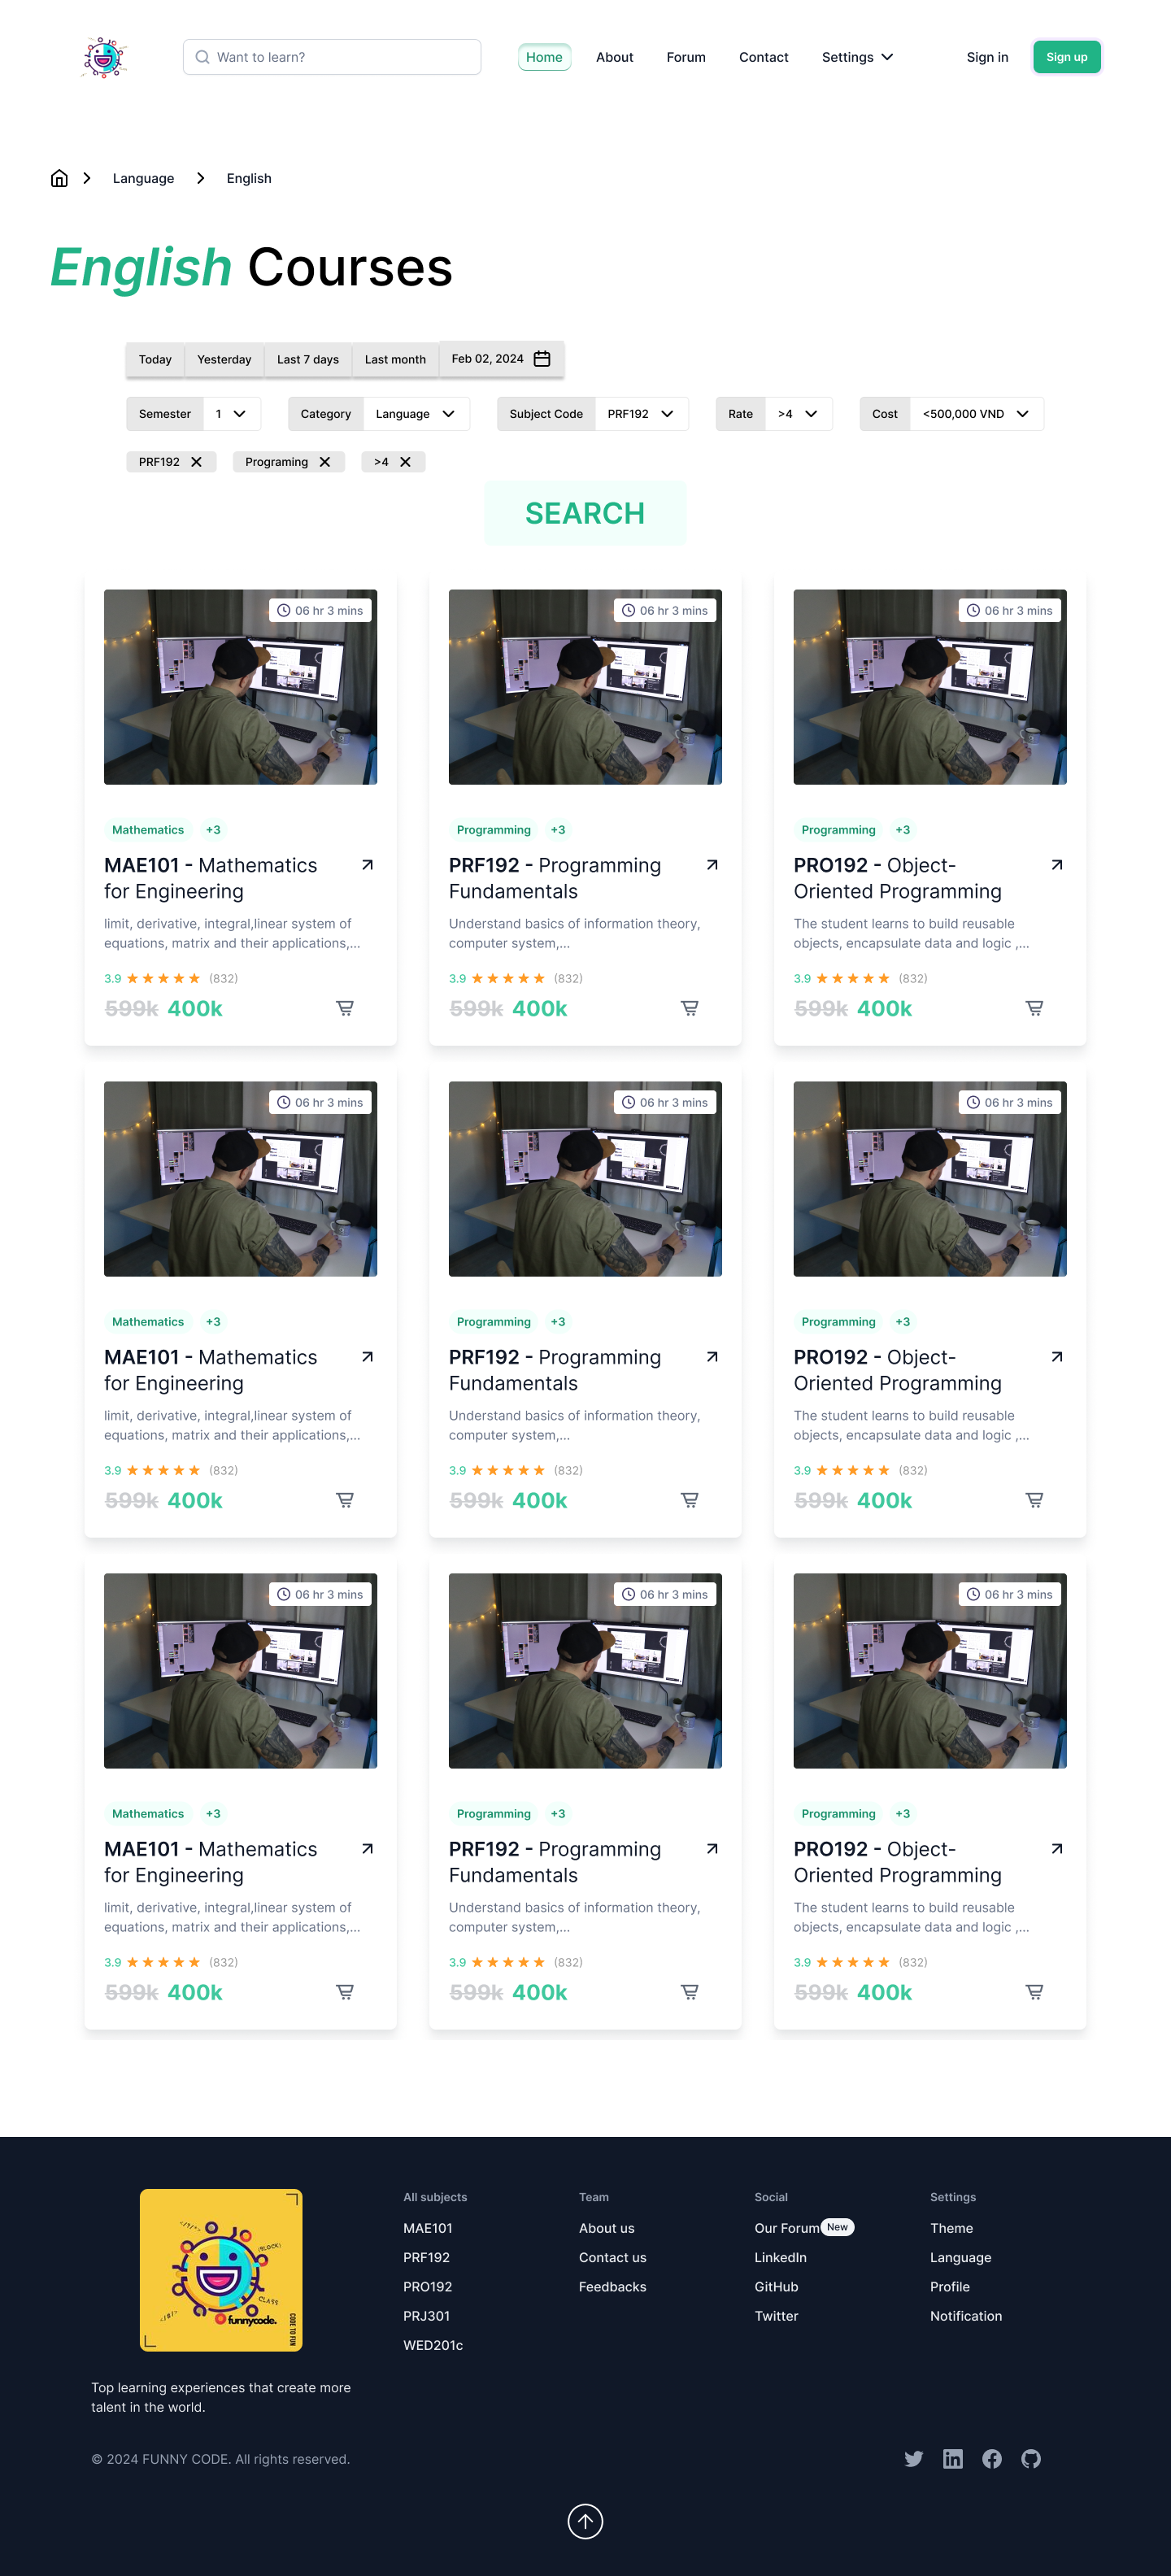 Want to learn?
Home
About
Forum
Contact
Settings
Sign in
Sign up
Language
English
English Courses
Today
Yesterday
Last 7 days
Last month
Feb 02, 2024
Semester
1
Category
Language
Subject Code
PRF192
Rate
>4
Cost
<500,000 VND
PRF192
Programing
>4
SEARCH
06 hr 3 mins
Mathematics
+3
MAE101 - Mathematics
for Engineering
limit, derivative, integral,linear system of
equations, matrix and their applications,...
3.9
(832)
599k 400k
06 hr 3 mins
Programming
+3
PRF192 - Programming
Fundamentals
Understand basics of information theory,
computer system,...
3.9
(832)
599k 400k
06 hr 3 mins
Programming
+3
PRO192 - Object-
Oriented Programming
The student learns to build reusable
objects, encapsulate data and logic ,...
3.9
(832)
599k 400k
06 hr 3 mins
Mathematics
+3
MAE101 - Mathematics
for Engineering
limit, derivative, integral,linear system of
equations, matrix and their applications,...
3.9
(832)
599k 400k
06 hr 3 mins
Programming
+3
PRF192 - Programming
Fundamentals
Understand basics of information theory,
computer system,...
3.9
(832)
599k 400k
06 hr 3 mins
Programming
+3
PRO192 - Object-
Oriented Programming
The student learns to build reusable
objects, encapsulate data and logic ,...
3.9
(832)
599k 400k
06 hr 3 mins
Mathematics
+3
MAE101 - Mathematics
for Engineering
limit, derivative, integral,linear system of
equations, matrix and their applications,...
3.9
(832)
599k 400k
06 hr 3 mins
Programming
+3
PRF192 - Programming
Fundamentals
Understand basics of information theory,
computer system,...
3.9
(832)
599k 400k
06 hr 3 mins
Programming
+3
PRO192 - Object-
Oriented Programming
The student learns to build reusable
objects, encapsulate data and logic ,...
3.9
(832)
599k 400k
(BLOCK)
CLASS
funnycode.
CODE TO FUN
Top learning experiences that create more
talent in the world.
All subjects
MAE101
PRF192
PRO192
PRJ301
WED201c
Team
About us
Contact us
Feedbacks
Social
Our Forum
New
LinkedIn
GitHub
Twitter
Settings
Theme
Language
Profile
Notification
© 2024 FUNNY CODE. All rights reserved.